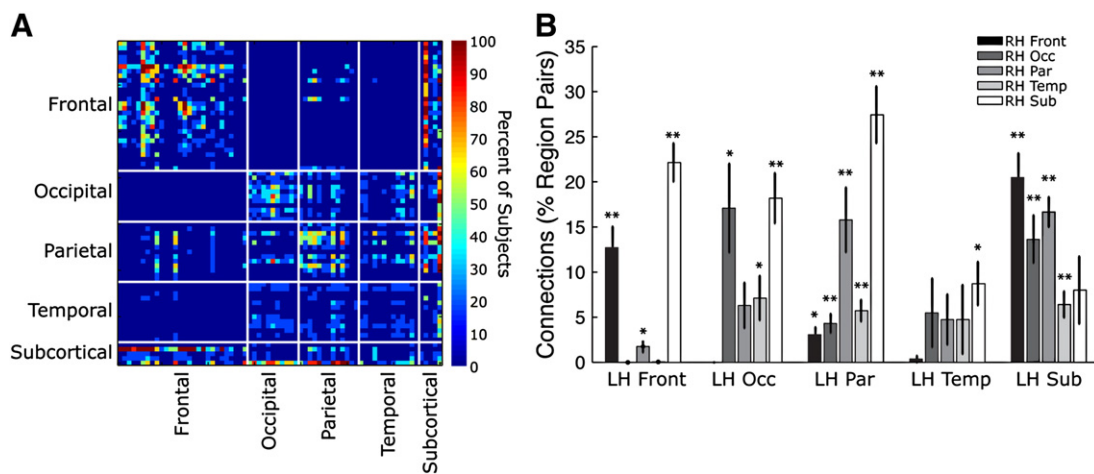 A
Frontal
Occipital
Parietal
Temporal
Subcortical
Frontal
Occipital
Parietal
Temporal
Subcortical
100
90
80
70
60
50
40
30
20
10
0
Percent of Subjects
B
Connections (% Region Pairs)
35
30
25
20
15
10
5
0
RH Front
RH Occ
RH Par
RH Temp
RH Sub
** * **
* ** * **
* ** ** ** **
*
** ** ** **
LH Front LH Occ LH Par LH Temp LH Sub